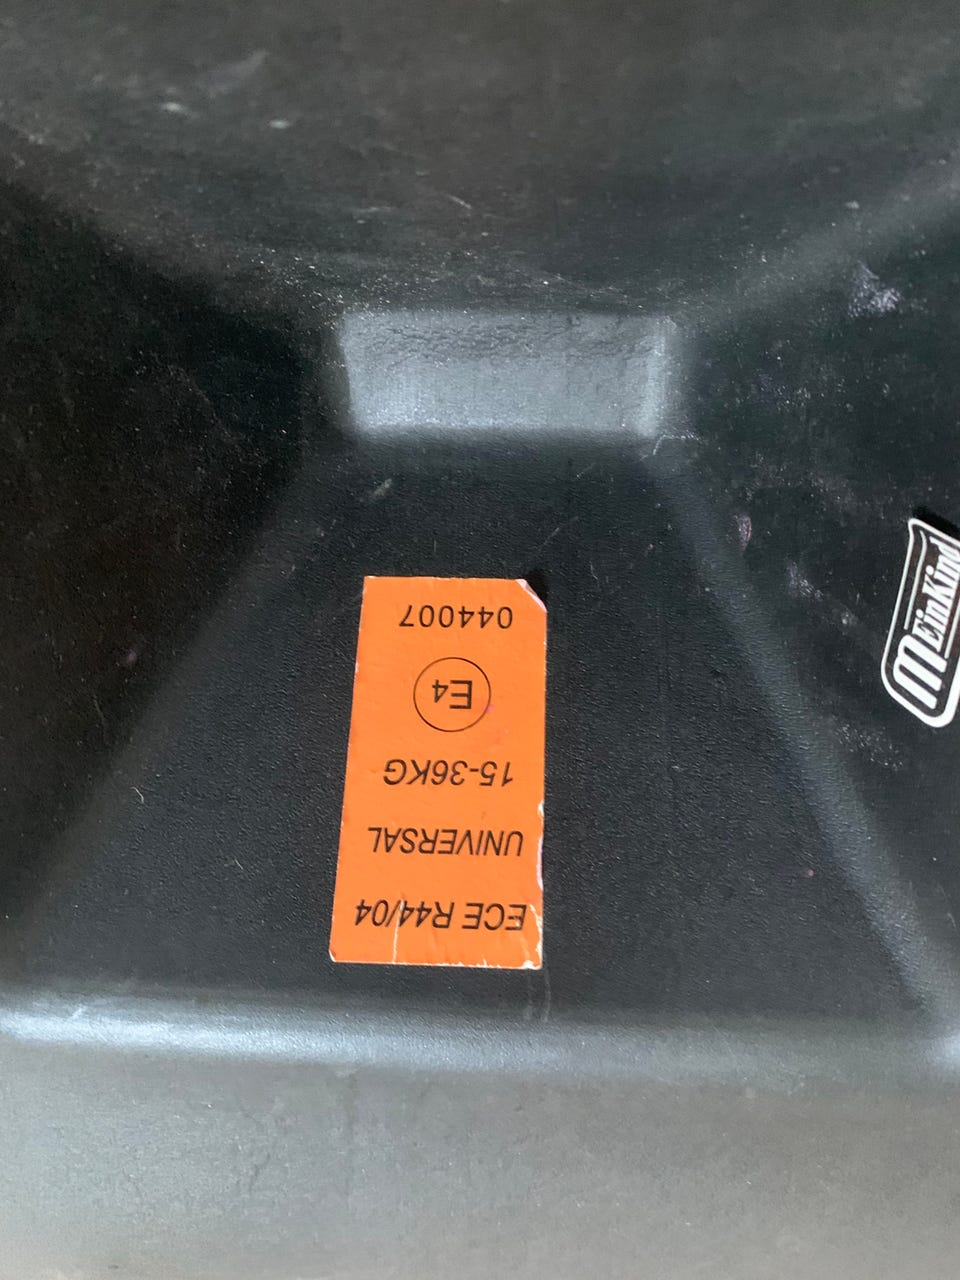 ECE R44/04
UNIVERSAL
15-36KG
E4
044007
MEinKind